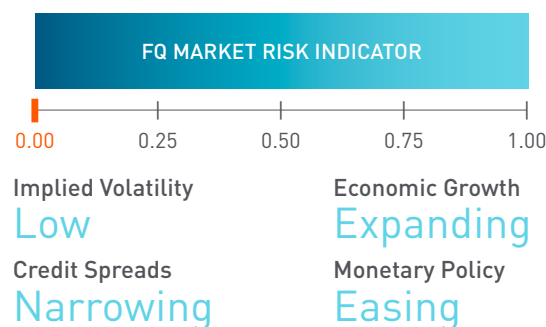 FQ MARKET RISK INDICATOR
0.00 0.25 0.50 0.75 1.00
Implied Volatility
Low
Economic Growth
Expanding
Credit Spreads
Narrowing
Monetary Policy
Easing